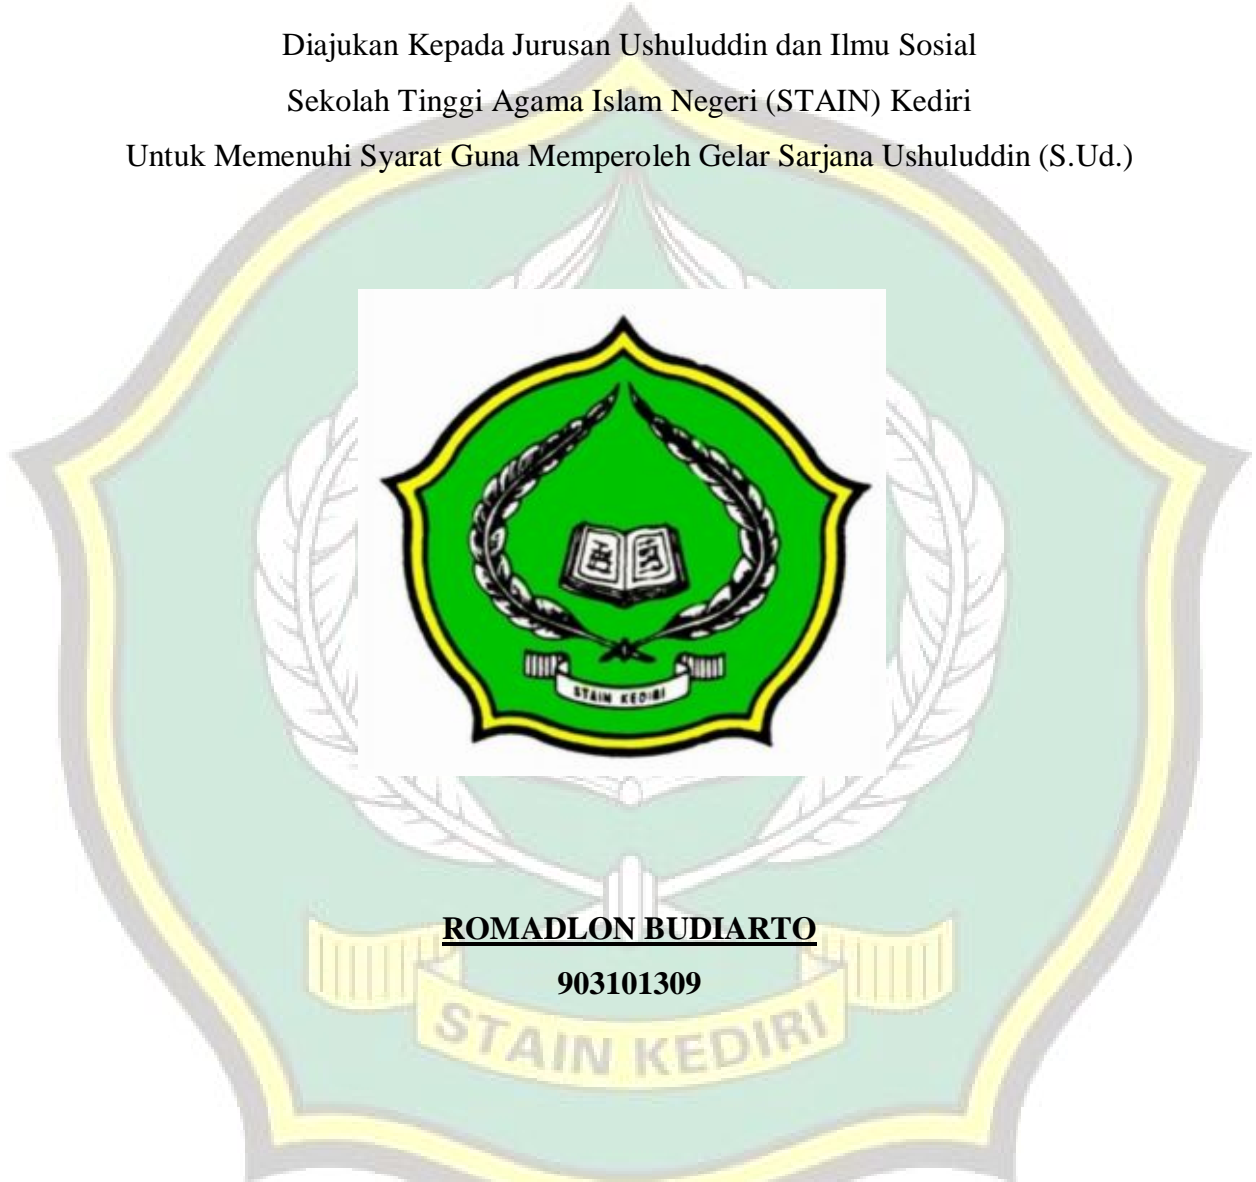 Diajukan Kepada Jurusan Ushuluddin dan Ilmu Sosial
Sekolah Tinggi Agama Islam Negeri (STAIN) Kediri
Untuk Memenuhi Syarat Guna Memperoleh Gelar Sarjana Ushuluddin (S.Ud.)
STAIN KEDIRI
ROMADLON BUDIARTO
903101309
STAIN KEDIRI